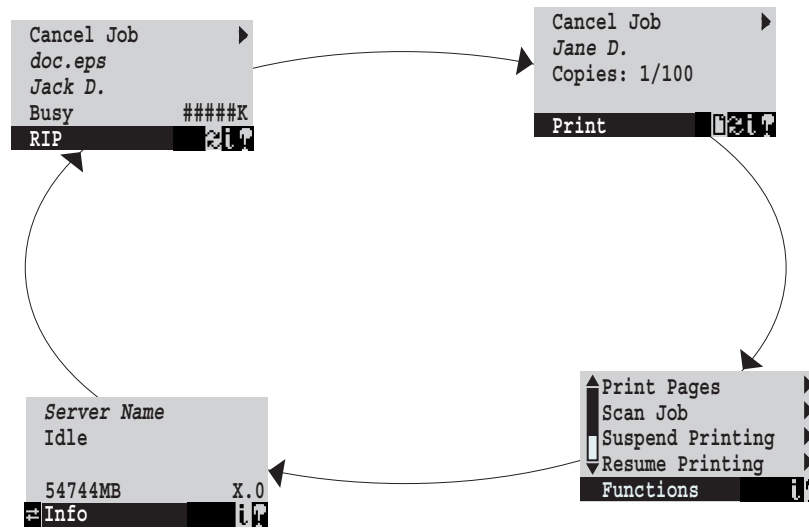 Cancel Job
doc.eps
Jack D.
Busy #####K
RIP
Cancel Job
Jane D.
Copies: 1/100
Print
Server Name
Idle
54744MB X.0
Info
Print Pages
Scan Job
Suspend Printing
Resume Printing
Functions